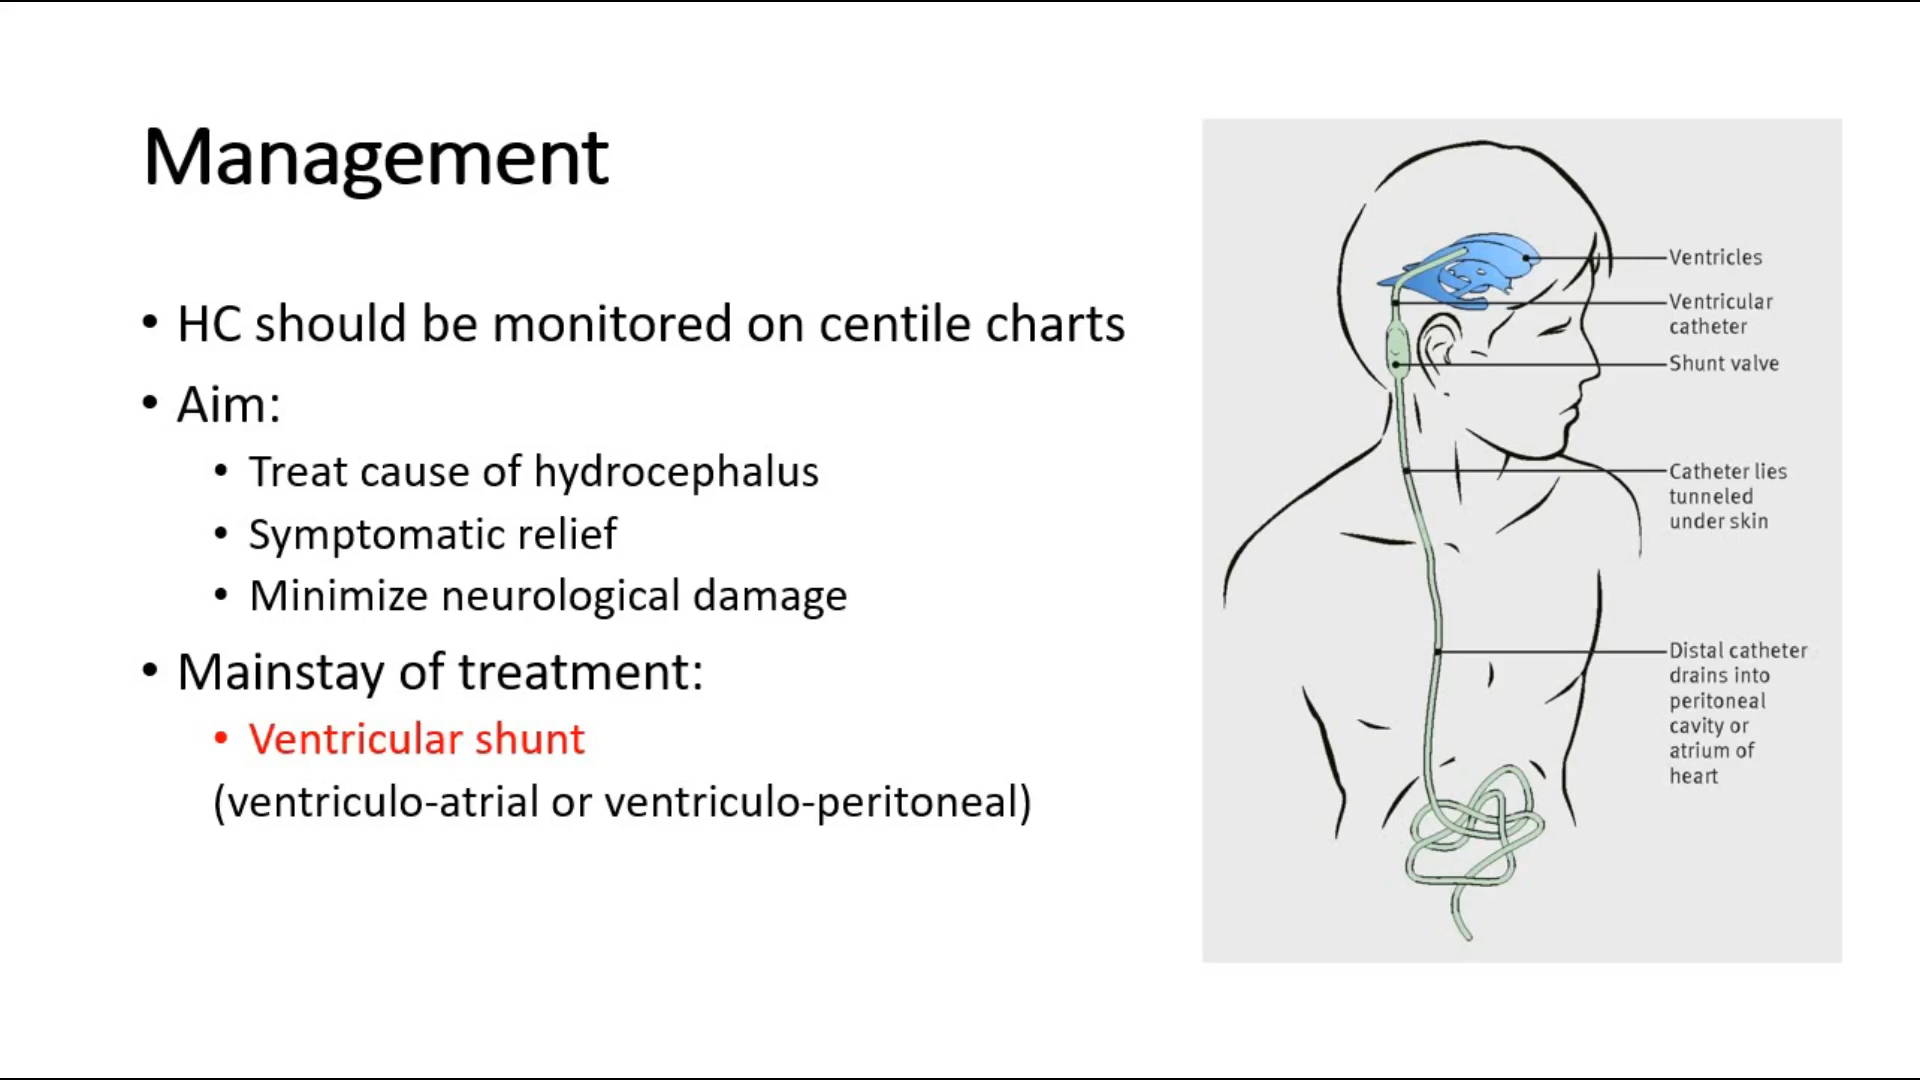 Management
• HC should be monitored on centile charts
• Aim:
• Treat cause of hydrocephalus
• Symptomatic relief
• Minimize neurological damage
• Mainstay of treatment:
• Ventricular shunt
(ventriculo-atrial or ventriculo-peritoneal)
Ventricles
Ventricular
catheter
Shunt valve
Catheter lies
tunneled
under skin
Distal catheter
drains into
peritoneal
cavity or
atrium of
heart